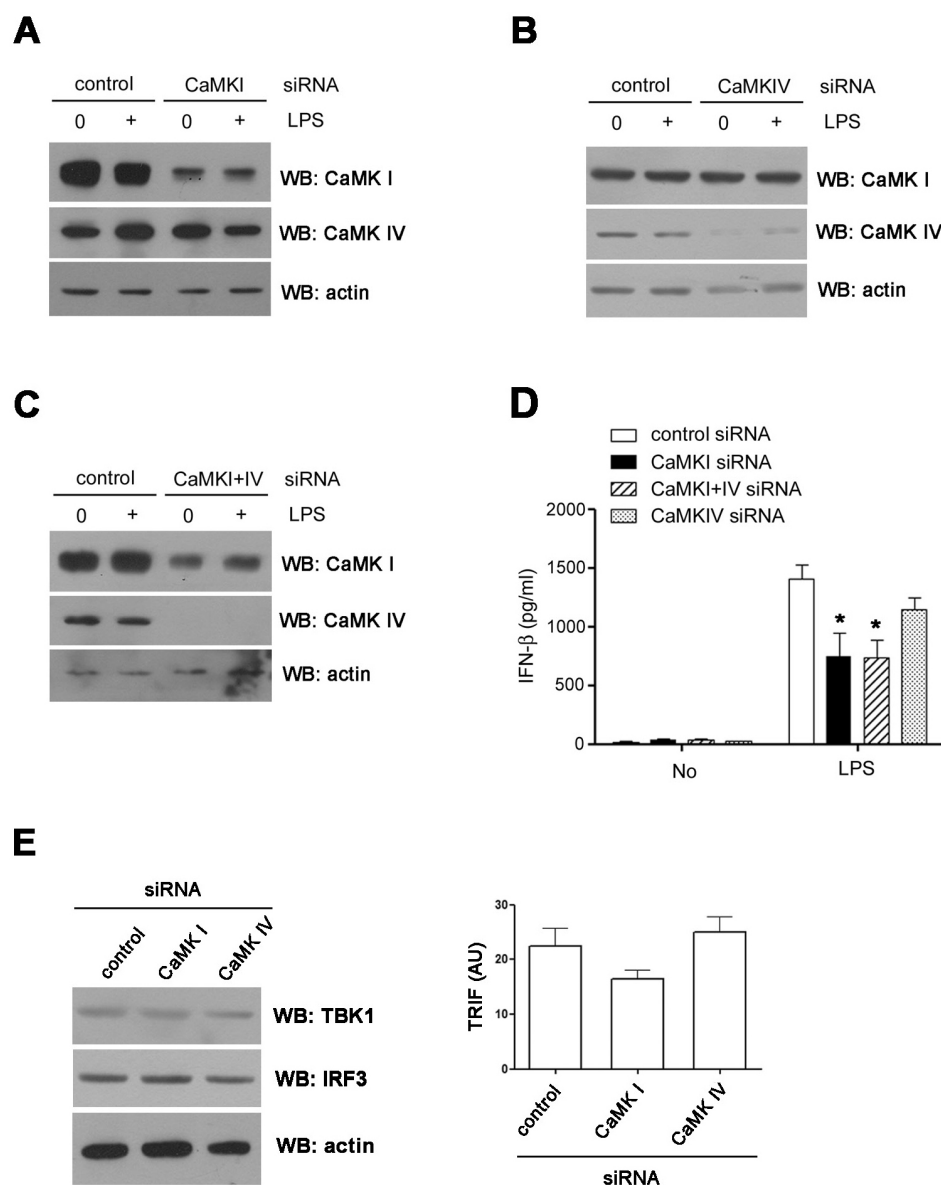 A
control CaMKI siRNA
0 + 0 + LPS
WB: CaMK I
WB: CaMK IV
WB: actin
B
control CaMKIV siRNA
0 + 0 + LPS
WB: CaMK I
WB: CaMK IV
WB: actin
C
control CaMKI+IV siRNA
0 + 0 + LPS
WB: CaMK I
WB: CaMK IV
WB: actin
D
control siRNA
CaMKI siRNA
CaMKI+IV siRNA
CaMKIV siRNA
IFN-β (pg/ml)
2000
1500
1000
500
0
* *
No LPS
E
siRNA
control CaMK I CaMK IV
WB: TBK1
WB: IRF3
WB: actin
TRIF (AU)
30
20
10
0
control CaMK I CaMK IV
siRNA